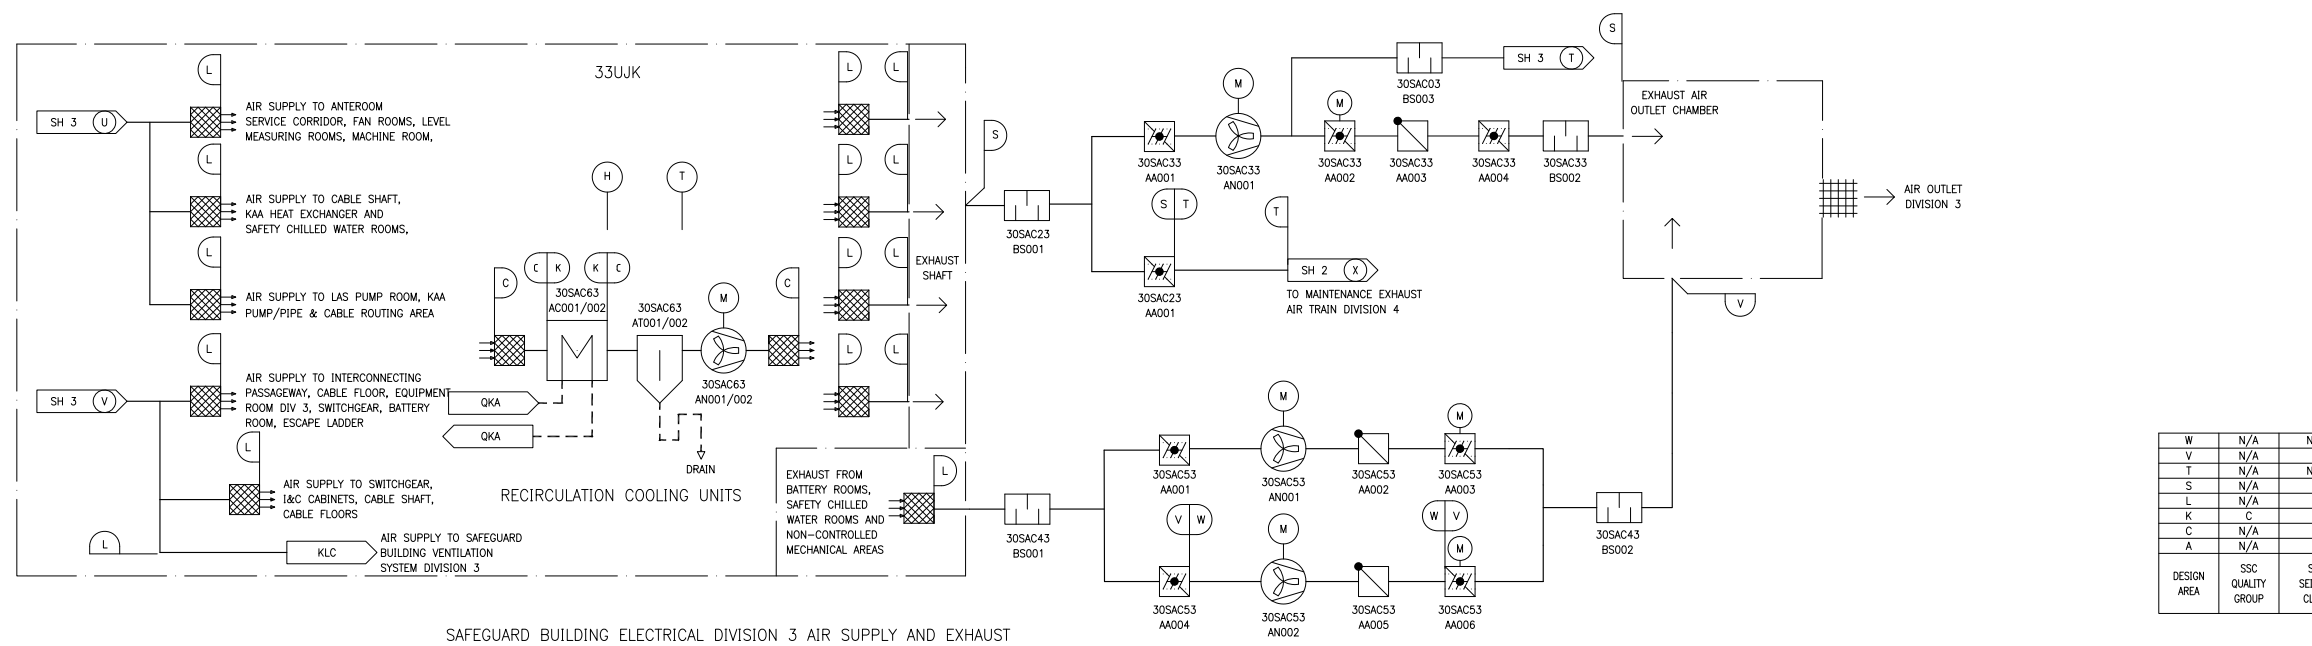 33UJK
L
L
L
SH 3 U
AIR SUPPLY TO ANTEROOM
SERVICE CORRIDOR, FAN ROOMS, LEVEL
MEASURING ROOMS, MACHINE ROOM,
L
L
L
AIR SUPPLY TO CABLE SHAFT,
KAA HEAT EXCHANGER AND
SAFETY CHILLED WATER ROOMS,
H
T
L
L
L
AIR SUPPLY TO LAS PUMP ROOM, KAA
PUMP/PIPE & CABLE ROUTING AREA
C
C K
K C
C
30SAC63
AC001/002
30SAC63
AT001/002
M
30SAC63
AN001/002
EXHAUST
SHAFT
L
L
L
SH 3 V
AIR SUPPLY TO INTERCONNECTING
PASSAGEWAY, CABLE FLOOR, EQUIPMENT
ROOM DIV 3, SWITCHGEAR, BATTERY
ROOM, ESCAPE LADDER
QKA
QKA
DRAIN
L
AIR SUPPLY TO SWITCHGEAR,
I&C CABINETS, CABLE SHAFT,
CABLE FLOORS
RECIRCULATION COOLING UNITS
L
KLC
AIR SUPPLY TO SAFEGUARD
BUILDING VENTILATION
SYSTEM DIVISION 3
EXHAUST FROM
BATTERY ROOMS,
SAFETY CHILLED
WATER ROOMS AND
NON-CONTROLLED
MECHANICAL AREAS
L
S
30SAC23
BS001
30SAC33
AA001
M
30SAC33
AN001
30SAC03
BS003
SH 3 T
M
30SAC33
AA002
30SAC33
AA003
30SAC33
AA004
30SAC33
BS002
S
EXHAUST AIR
OUTLET CHAMBER
AIR OUTLET
DIVISION 3
S T
30SAC23
AA001
T
SH 2 X
TO MAINTENANCE EXHAUST
AIR TRAIN DIVISION 4
V
30SAC43
BS001
30SAC53
AA001
M
30SAC53
AN001
30SAC53
AA002
M
30SAC53
AA003
V W
30SAC53
AA004
M
30SAC53
AN002
30SAC53
AA005
W V
M
30SAC53
AA006
30SAC43
BS002
W N/A N
V N/A
T N/A N
S N/A
L N/A
K C
C N/A
A N/A
DESIGN
AREA
SSC
QUALITY
GROUP
SAFEGUARD BUILDING ELECTRICAL DIVISION 3 AIR SUPPLY AND EXHAUST